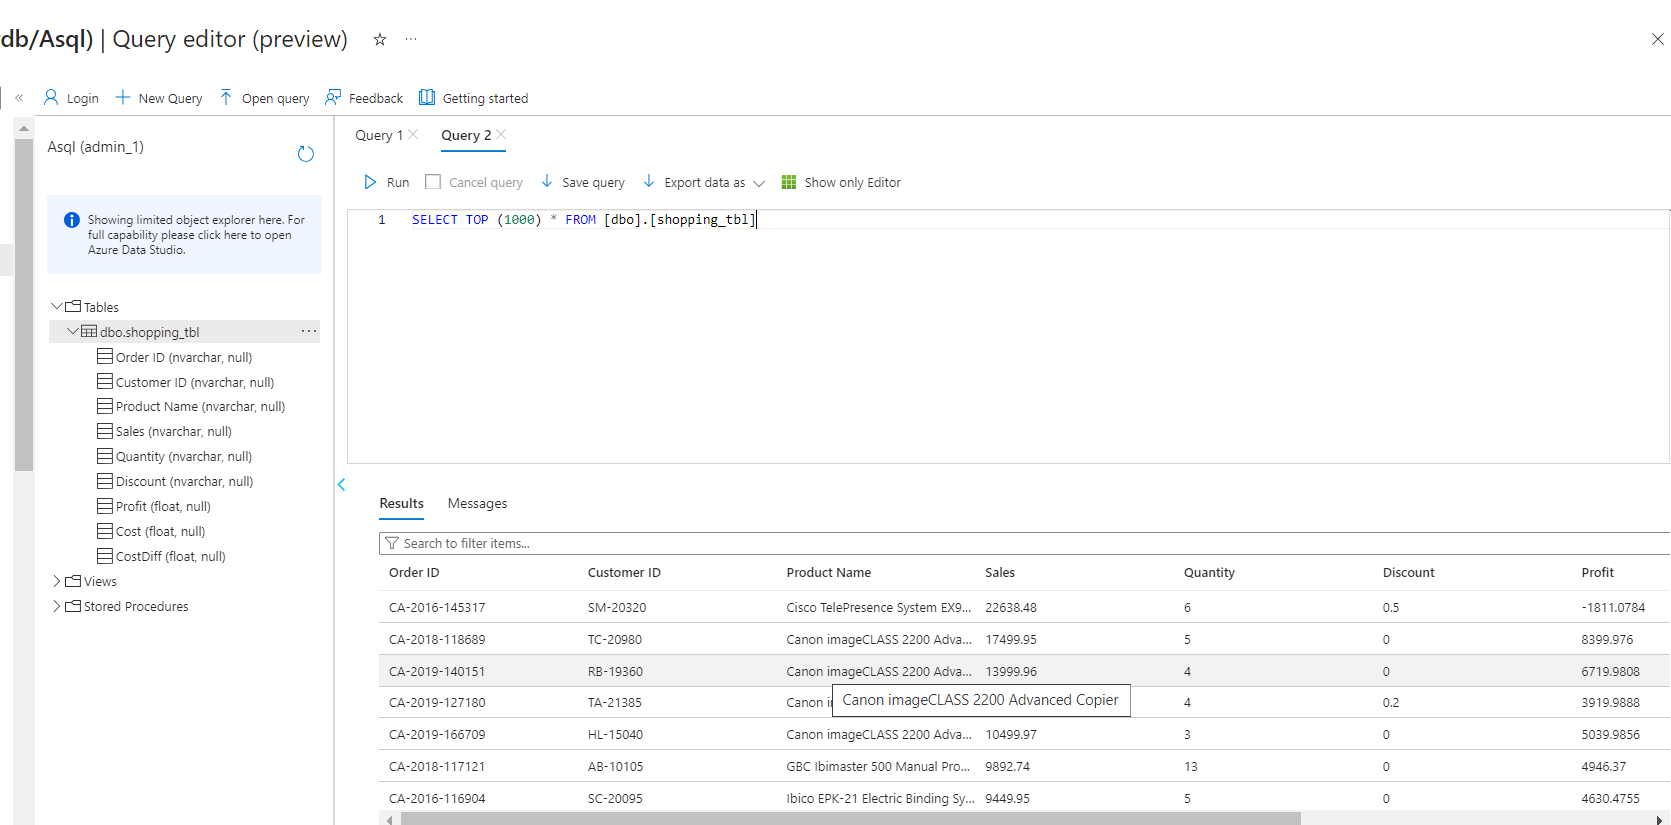 rdb/Asql) | Query editor (preview) ☆ ...
« Login New Query Open query Feedback Getting started
Asql (admin_1)
Showing limited object explorer here. For
full capability please click here to open
Azure Data Studio.
Tables
dbo.shopping_tbl ...
Order ID (nvarchar, null)
Customer ID (nvarchar, null)
Product Name (nvarchar, null)
Sales (nvarchar, null)
Quantity (nvarchar, null)
Discount (nvarchar, null)
Profit (float, null)
Cost (float, null)
CostDiff (float, null)
Views
Stored Procedures
Query 1 Query 2
Run Cancel query Save query Export data as Show only Editor
1 SELECT TOP (1000) * FROM [dbo].[shopping_tbl]
Results Messages
Search to filter items...
Order ID Customer ID Product Name Sales Quantity Discount Profit
CA-2016-145317 SM-20320 Cisco TelePresence System EX9... 22638.48 6 0.5 -1811.0784
CA-2018-118689 TC-20980 Canon imageCLASS 2200 Adva... 17499.95 5 0 8399.976
CA-2019-140151 RB-19360 Canon imageCLASS 2200 Adva... 13999.96 4 0 6719.9808
Canon imageCLASS 2200 Advanced Copier
CA-2019-127180 TA-21385 Canon 4 0.2 3919.9888
CA-2019-166709 HL-15040 Canon imageCLASS 2200 Adva... 10499.97 3 0 5039.9856
CA-2018-117121 AB-10105 GBC Ibimaster 500 Manual Pro... 9892.74 13 0 4946.37
CA-2016-116904 SC-20095 Ibico EPK-21 Electric Binding Sy... 9449.95 5 0 4630.4755